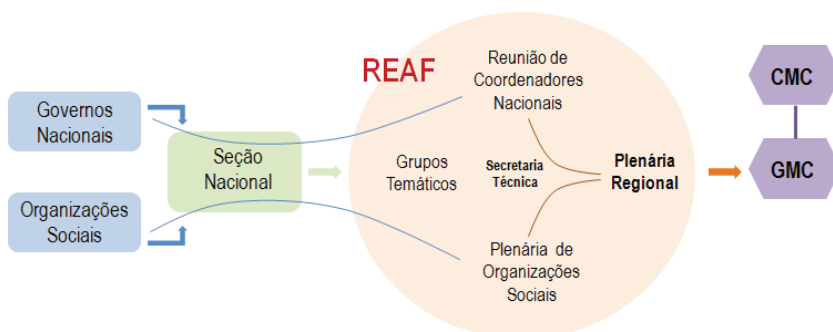 Governos
Nacionais
Organizações
Sociais
Seção
Nacional
REAF
Reunião de
Coordenadores
Nacionais
Grupos
Temáticos
Secretaria
Técnica
Plenária
Regional
Plenária de
Organizações
Sociais
CMC
GMC